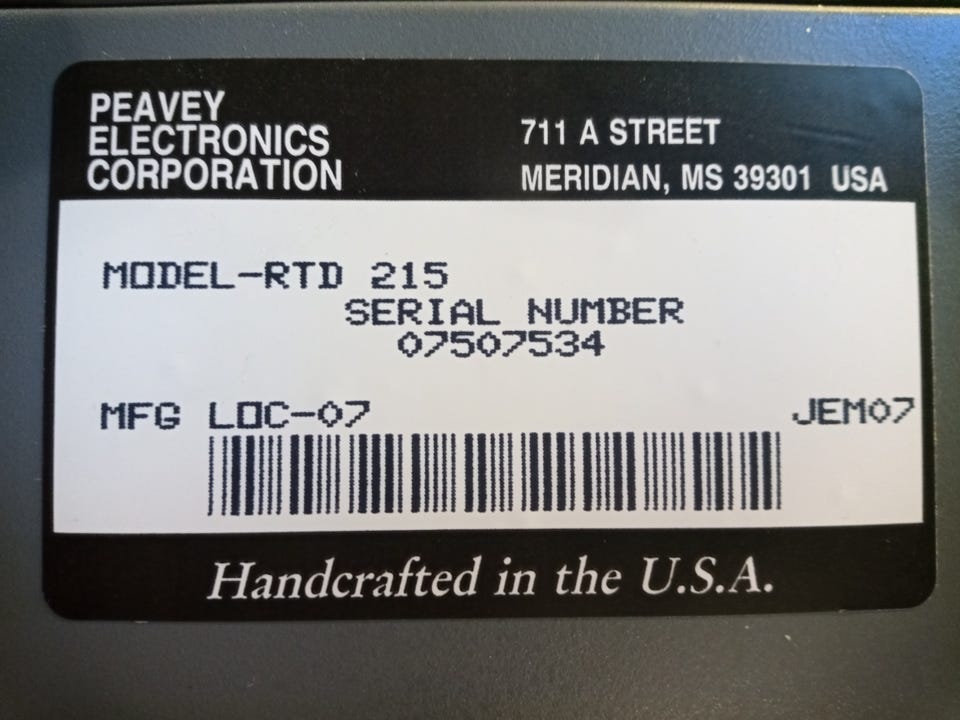 PEAVEY
ELECTRONICS
CORPORATION
711 A STREET
MERIDIAN, MS 39301 USA
MODEL-RTD 215
SERIAL NUMBER
07507534
MFG LOC-07
JEM07
Handcrafted in the U.S.A.